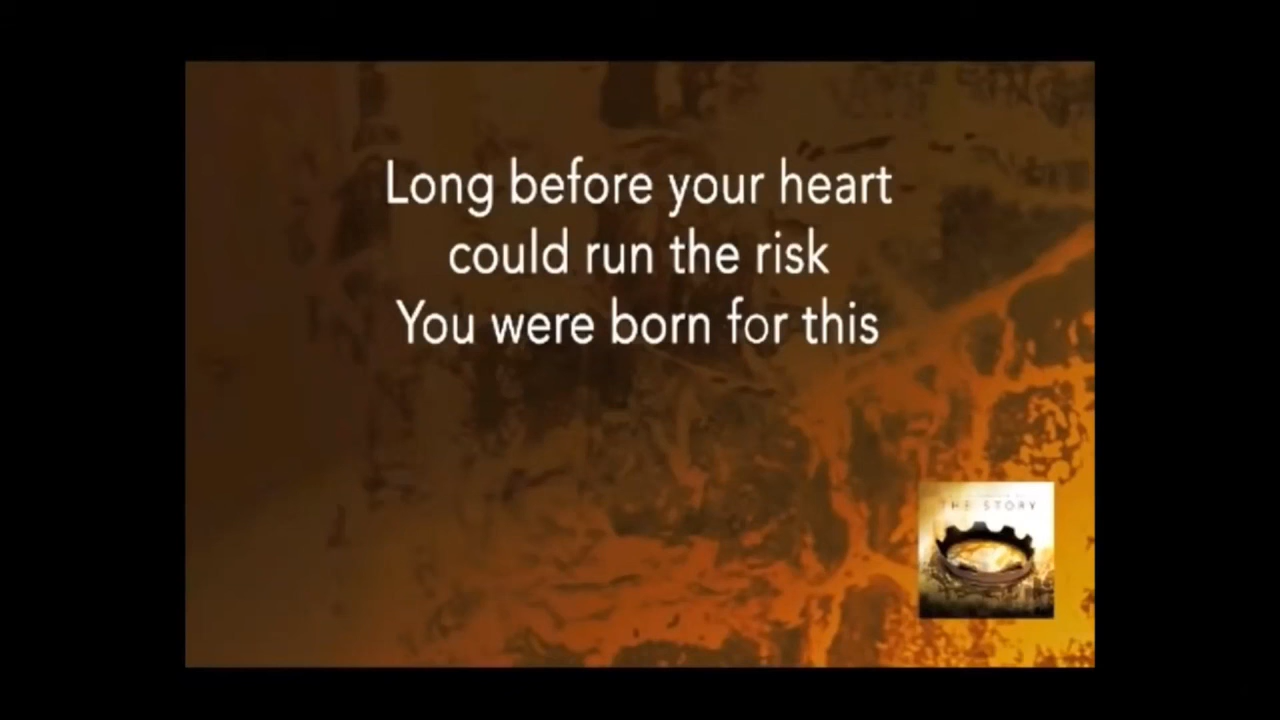 Long before your heart
could run the risk
You were born for this
THE STORY